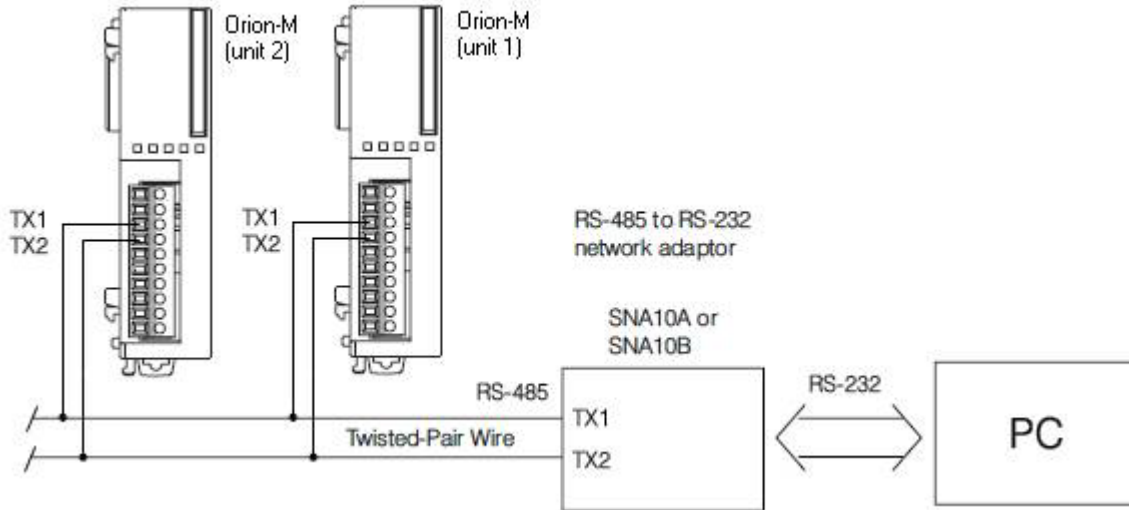 Orion-M
(unit 2)
Orion-M
(unit 1)
TX1
TX2
TX1
TX2
RS-485 to RS-232
network adaptor
SNA10A or
SNA10B
RS-485
TX1
Twisted-Pair Wire
TX2
RS-232
PC